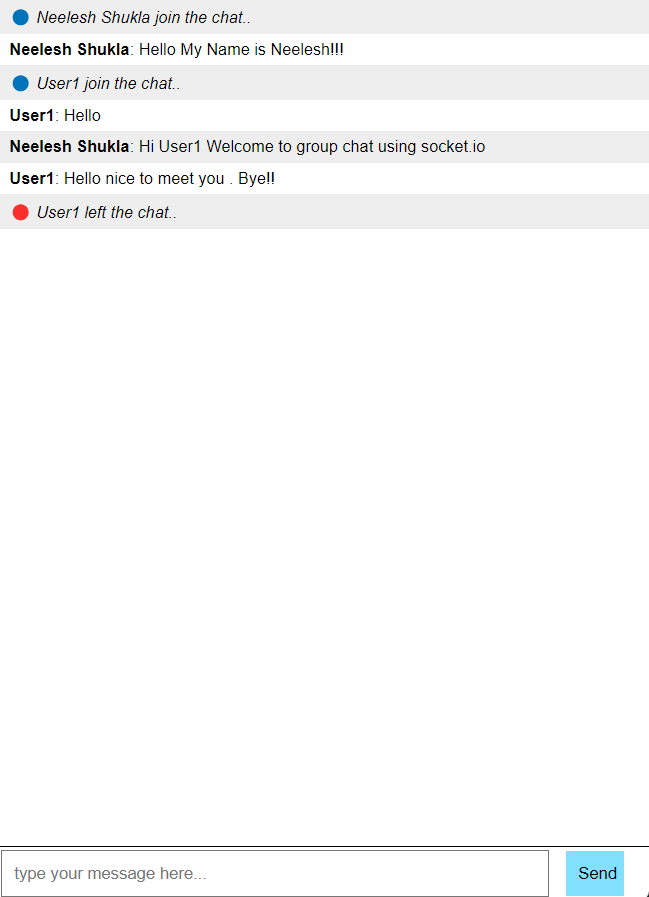 Neelesh Shukla join the chat..
Neelesh Shukla: Hello My Name is Neelesh!!!
User1 join the chat..
User1: Hello
Neelesh Shukla: Hi User1 Welcome to group chat using socket.io
User1: Hello nice to meet you . Bye!!
User1 left the chat..
type your message here...
Send